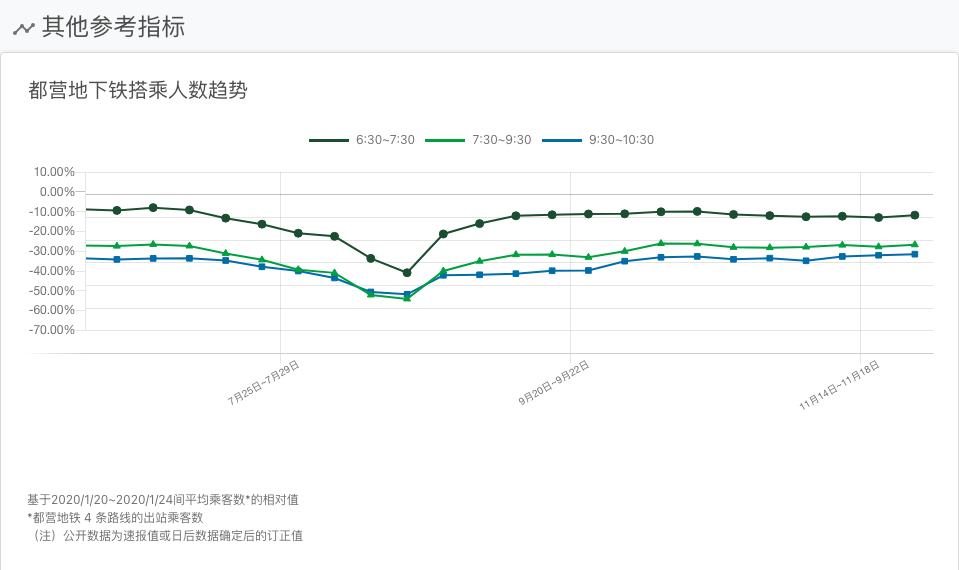 其他参考指标
都营地下铁搭乘人数趋势
6:30~7:30 7:30~9:30 9:30~10:30
10.00%
0.00%
-10.00%
-20.00%
-30.00%
-40.00%
-50.00%
-60.00%
-70.00%
7月25日~7月29日 9月20日~9月22日 11月14日~11月18日
基于2020/1/20~2020/1/24间平均乘客数*的相对值
*都营地铁 4 条路线的出站乘客数
（注）公开数据为速报值或日后数据确定后的订正值